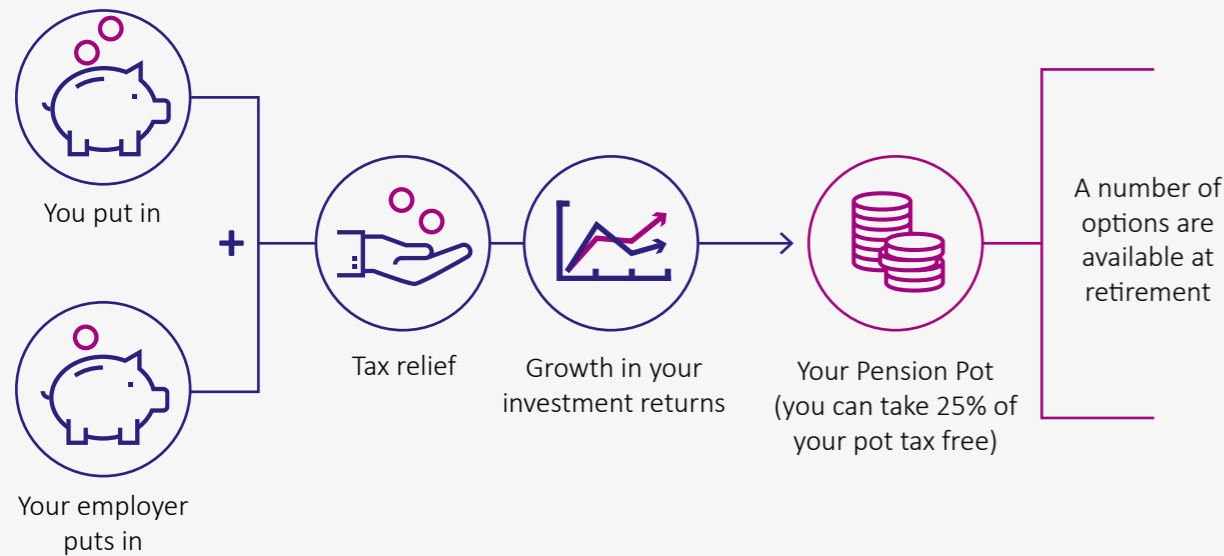 You put in
+
Your employer
puts in
Tax relief
Growth in your
investment returns
Your Pension Pot
(you can take 25% of
your pot tax free)
A number of
options are
available at
retirement